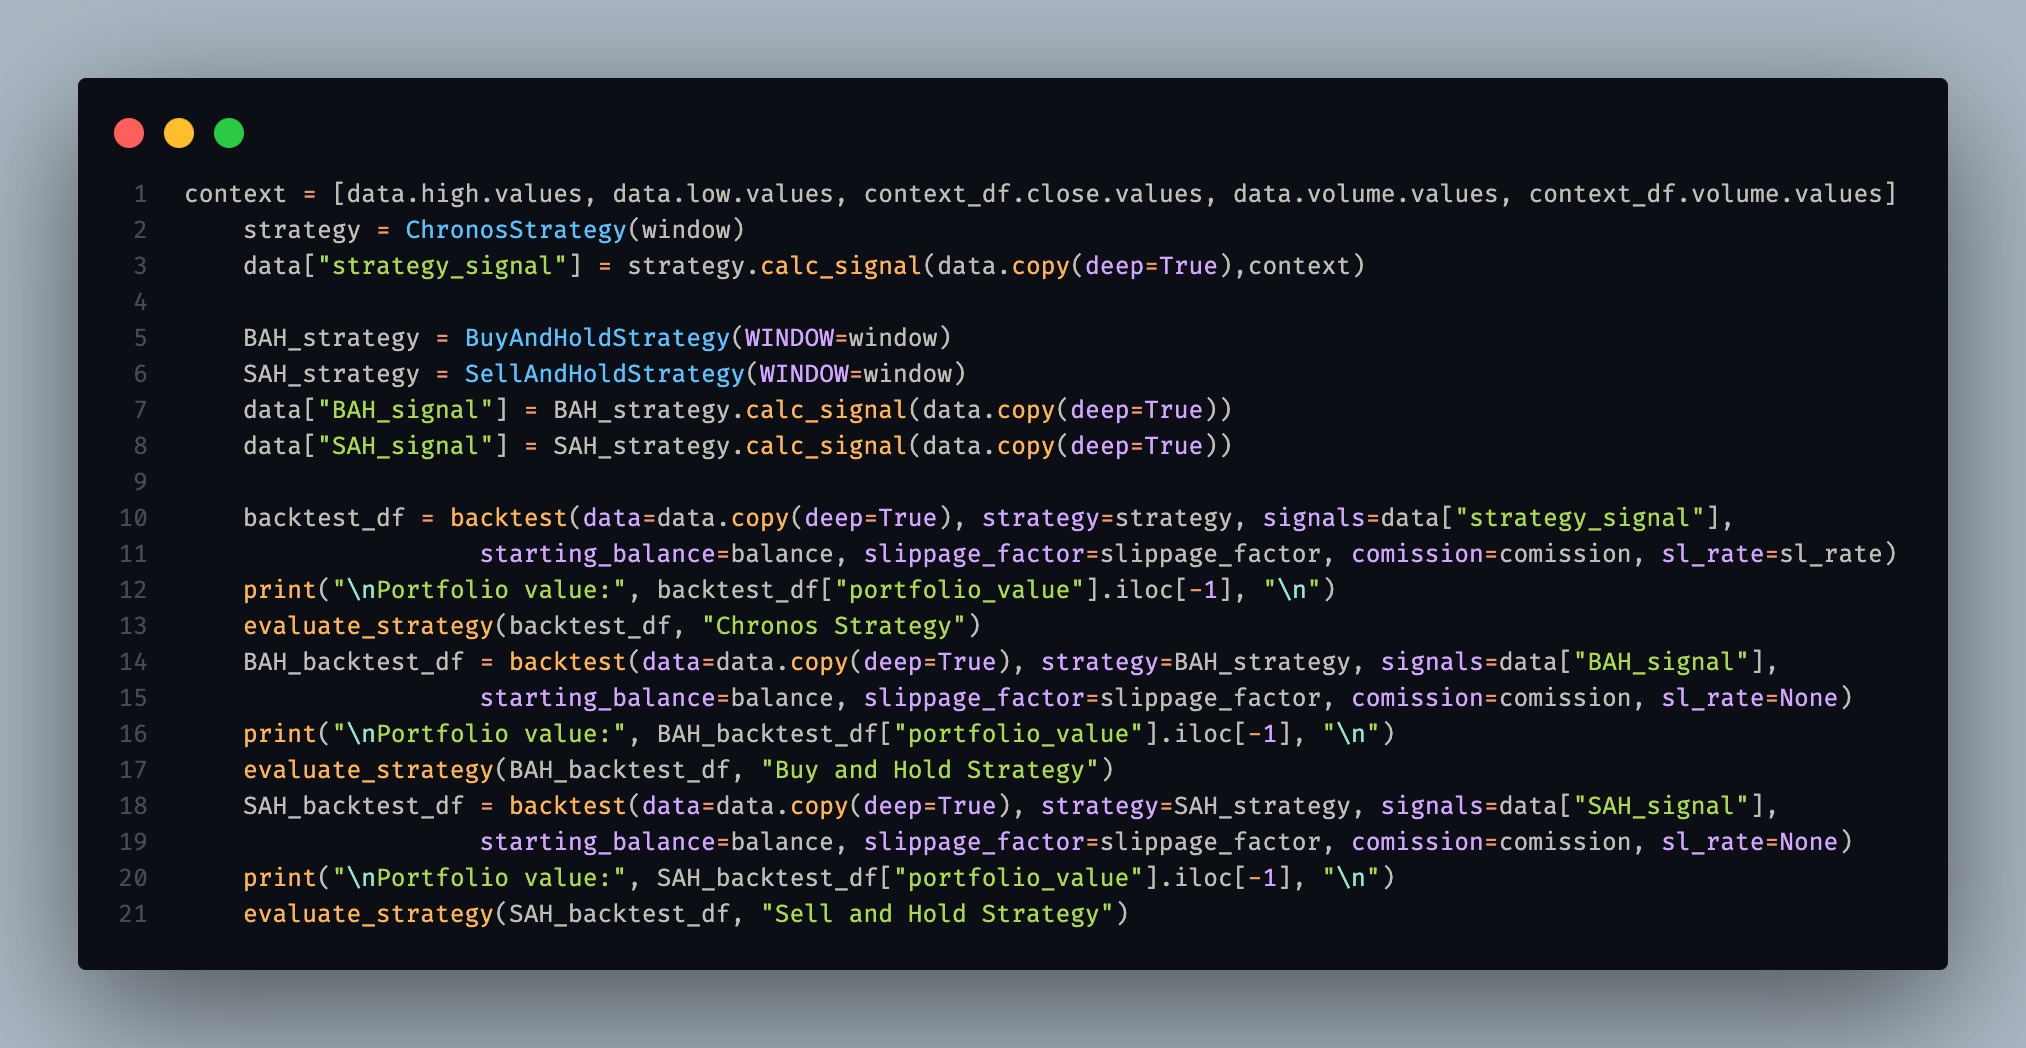 1 context = [data.high.values, data.low.values, context_df.close.values, data.volume.values, context_df.volume.values]
2     strategy = ChronosStrategy(window)
3     data["strategy_signal"] = strategy.calc_signal(data.copy(deep=True),context)
4
5     BAH_strategy = BuyAndHoldStrategy(WINDOW=window)
6     SAH_strategy = SellAndHoldStrategy(WINDOW=window)
7     data["BAH_signal"] = BAH_strategy.calc_signal(data.copy(deep=True))
8     data["SAH_signal"] = SAH_strategy.calc_signal(data.copy(deep=True))
9
10     backtest_df = backtest(data=data.copy(deep=True), strategy=strategy, signals=data["strategy_signal"],
11                     starting_balance=balance, slippage_factor=slippage_factor, comission=comission, sl_rate=sl_rate)
12     print("\nPortfolio value:", backtest_df["portfolio_value"].iloc[-1], "\n")
13     evaluate_strategy(backtest_df, "Chronos Strategy")
14     BAH_backtest_df = backtest(data=data.copy(deep=True), strategy=BAH_strategy, signals=data["BAH_signal"],
15                     starting_balance=balance, slippage_factor=slippage_factor, comission=comission, sl_rate=None)
16     print("\nPortfolio value:", BAH_backtest_df["portfolio_value"].iloc[-1], "\n")
17     evaluate_strategy(BAH_backtest_df, "Buy and Hold Strategy")
18     SAH_backtest_df = backtest(data=data.copy(deep=True), strategy=SAH_strategy, signals=data["SAH_signal"],
19                     starting_balance=balance, slippage_factor=slippage_factor, comission=comission, sl_rate=None)
20     print("\nPortfolio value:", SAH_backtest_df["portfolio_value"].iloc[-1], "\n")
21     evaluate_strategy(SAH_backtest_df, "Sell and Hold Strategy")